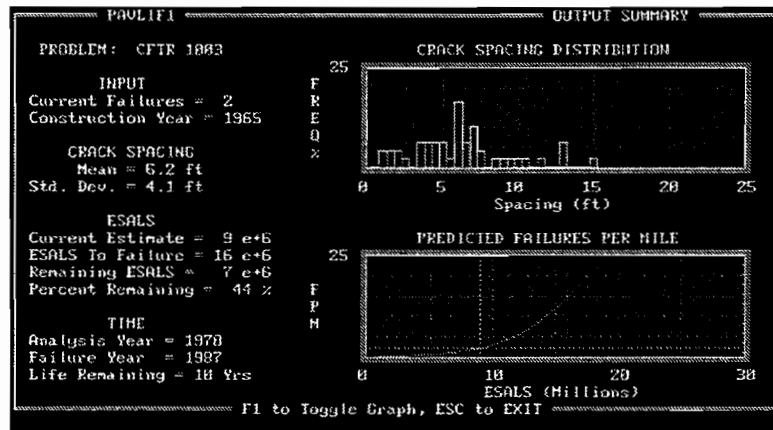 PAVLIF1 OUTPUT SUMMARY
PROBLEM: CFTR 1003
INPUT
Current Failures = 2
Construction Year = 1965
CRACK SPACING
Mean = 6.2 ft
Std. Dev. = 4.1 ft
ESALS
Current Estimate = 9 e+6
ESALS To Failure = 16 e+6
Remaining ESALS = 7 e+6
Percent Remaining = 44 %
TIME
Analysis Year = 1978
Failure Year = 1987
Life Remaining = 10 Yrs
CRACK SPACING DISTRIBUTION
25
FREQ %
0 5 10 15 20 25
Spacing (ft)
PREDICTED FAILURES PER MILE
25
FPM
0 10 20 30
ESALS (Millions)
F1 to Toggle Graph, ESC to EXIT